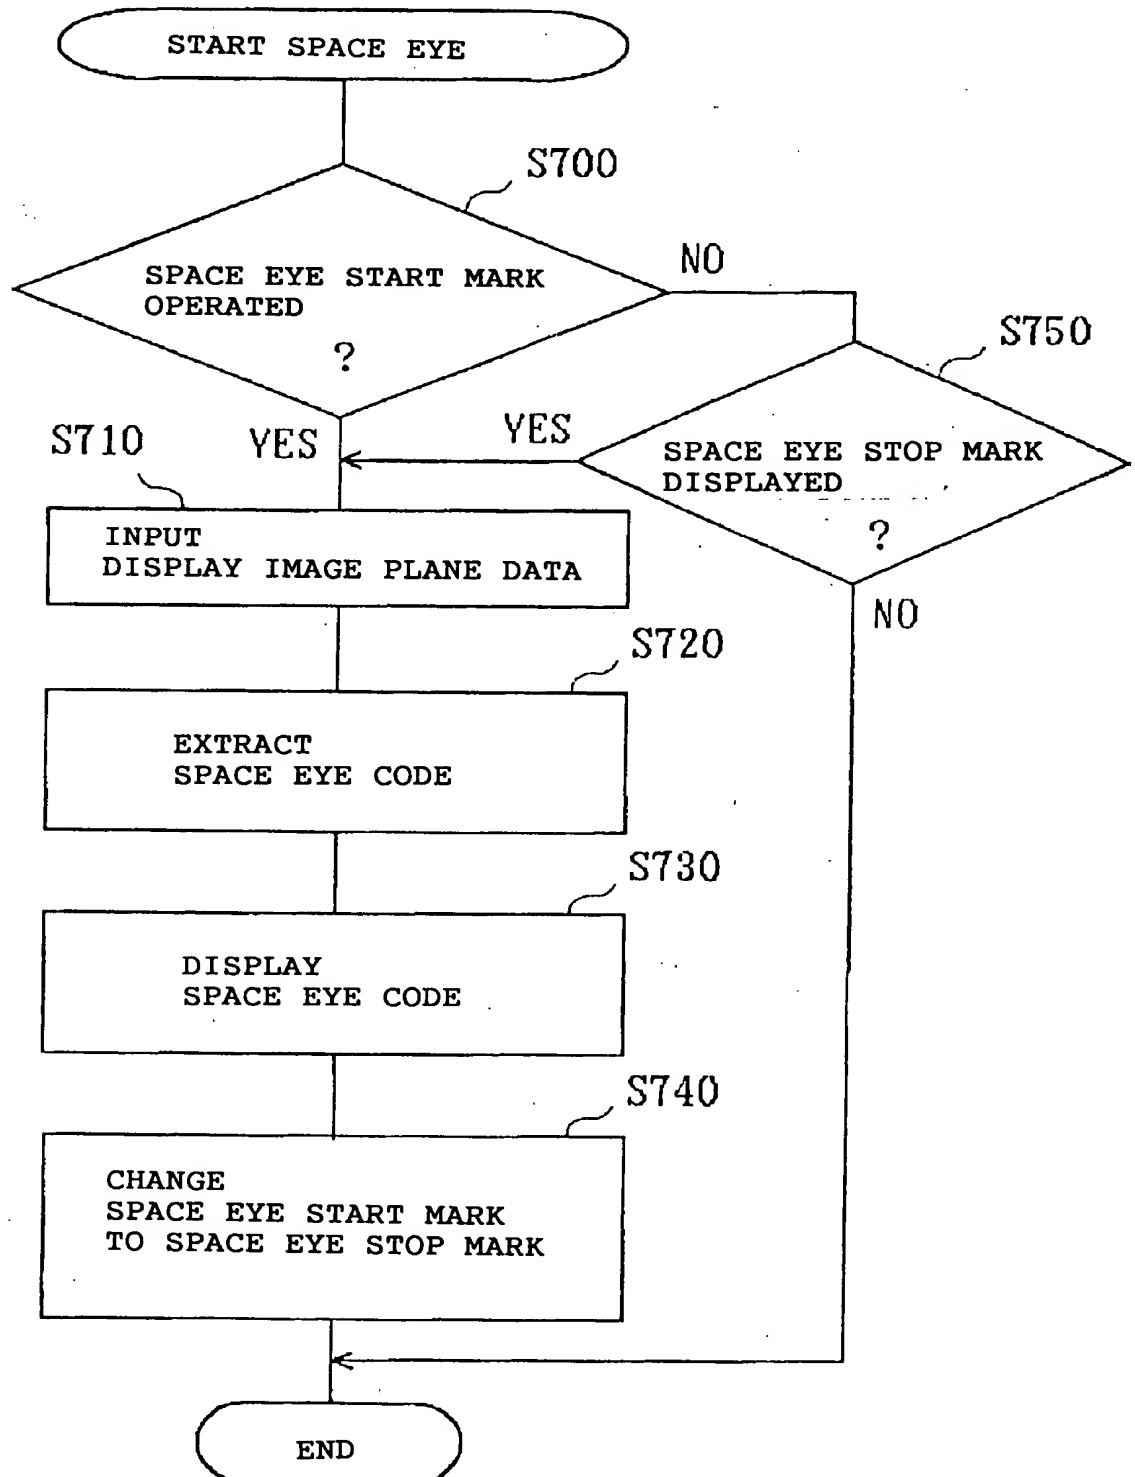 START SPACE EYE
S700
SPACE EYE START MARK
OPERATED
?
NO
S750
YES
SPACE EYE STOP MARK
DISPLAYED
?
NO
YES
S710
INPUT
DISPLAY IMAGE PLANE DATA
S720
EXTRACT
SPACE EYE CODE
S730
DISPLAY
SPACE EYE CODE
S740
CHANGE
SPACE EYE START MARK
TO SPACE EYE STOP MARK
END